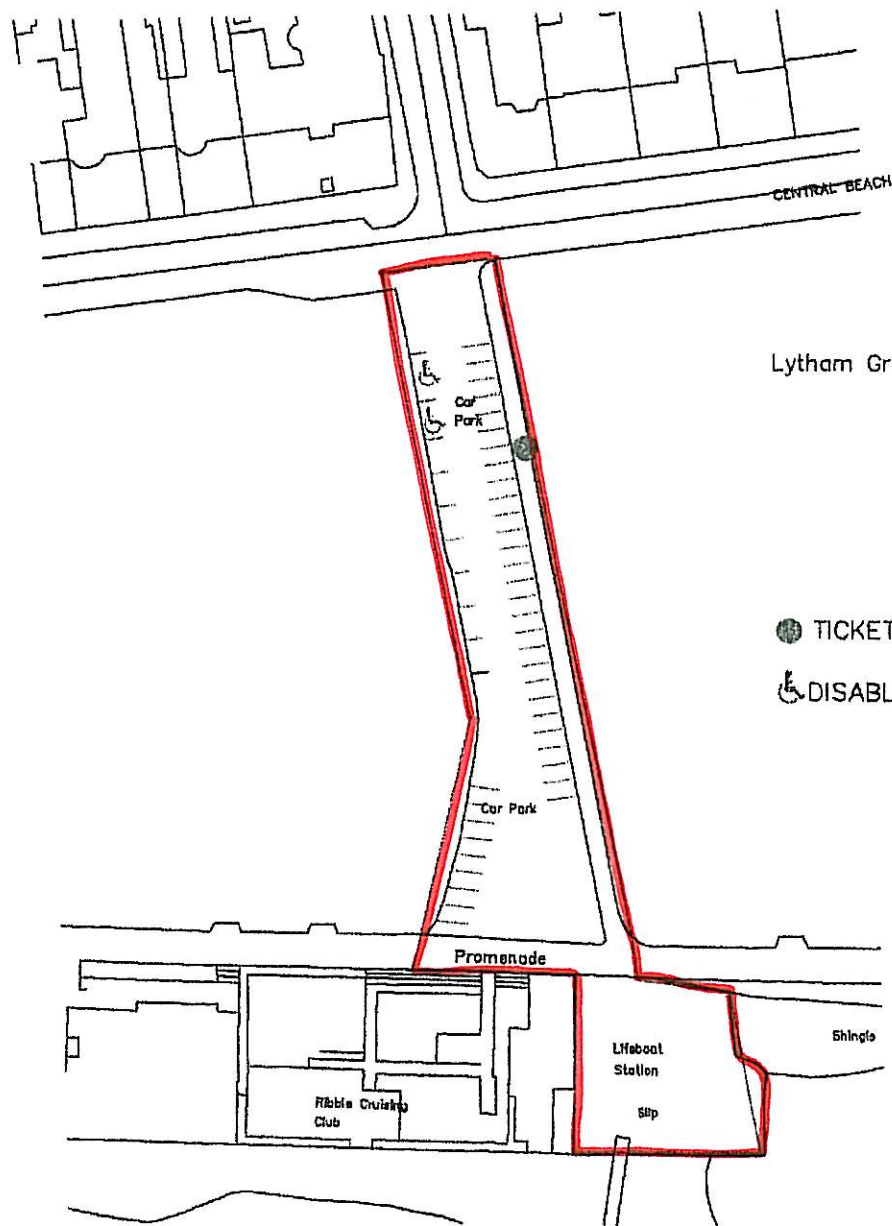 CENTRAL BEACH
Lytham Gr
Car
Park
TICKET
DISABL
Car Park
Promenade
Lifeboat
Station
Slip
Shingle
Ribble Cruising
Club